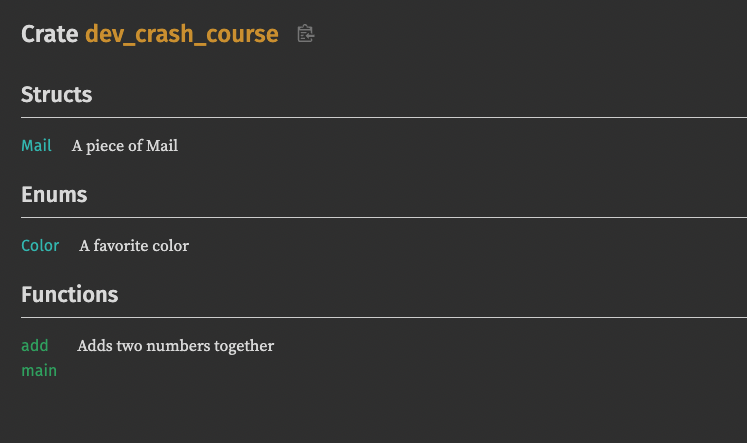 Crate dev_crash_course
Structs
Mail A piece of Mail
Enums
Color A favorite color
Functions
add Adds two numbers together
main